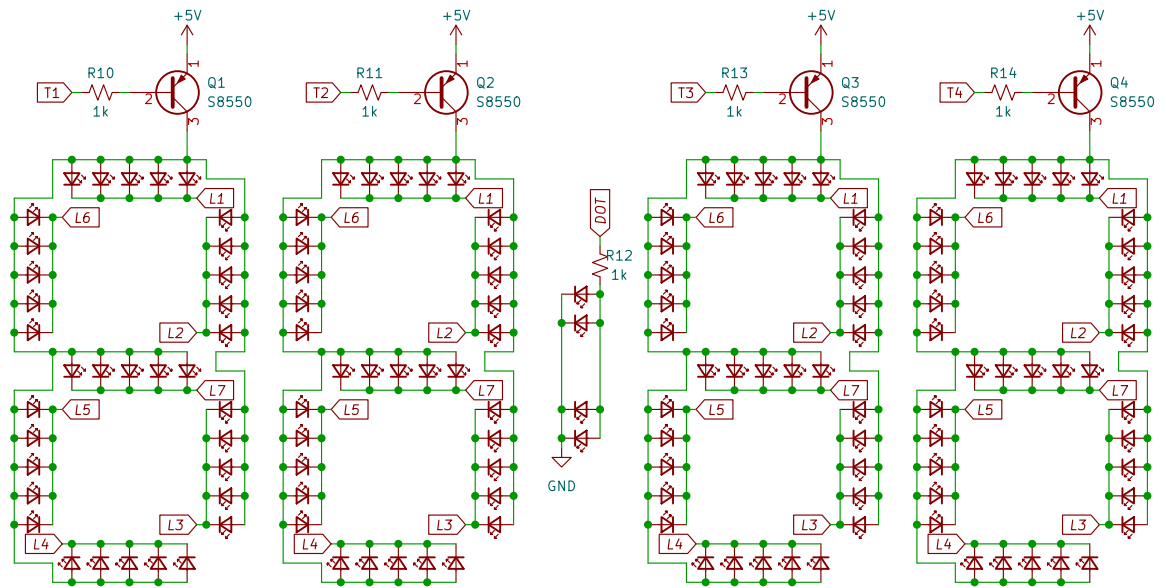 +5V +5V +5V +5V
1 1 1 1
R10 Q1 R11 Q2 R13 Q3 R14 Q4
T1 2 S8550 T2 2 S8550 T3 2 S8550 T4 2 S8550
1k 1k 1k 1k
3 3 3 3
L1 L1 L1 L1
L6 L6 DOT L6 L6
R12
1k
L2 L2 L2 L2
L7 L7 L7 L7
L5 L5 L5 L5
GND
L3 L3 L3 L3
L4 L4 L4 L4